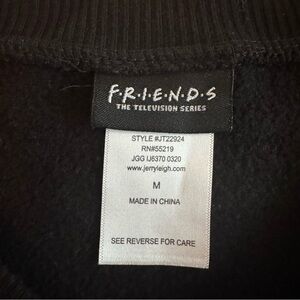 F·R·I·E·N·D·S
THE TELEVISION SERIES
STYLE #JT22924
RN#55219
JGG IJ6370 0320
www.jerryleigh.com
M
MADE IN CHINA
SEE REVERSE FOR CARE